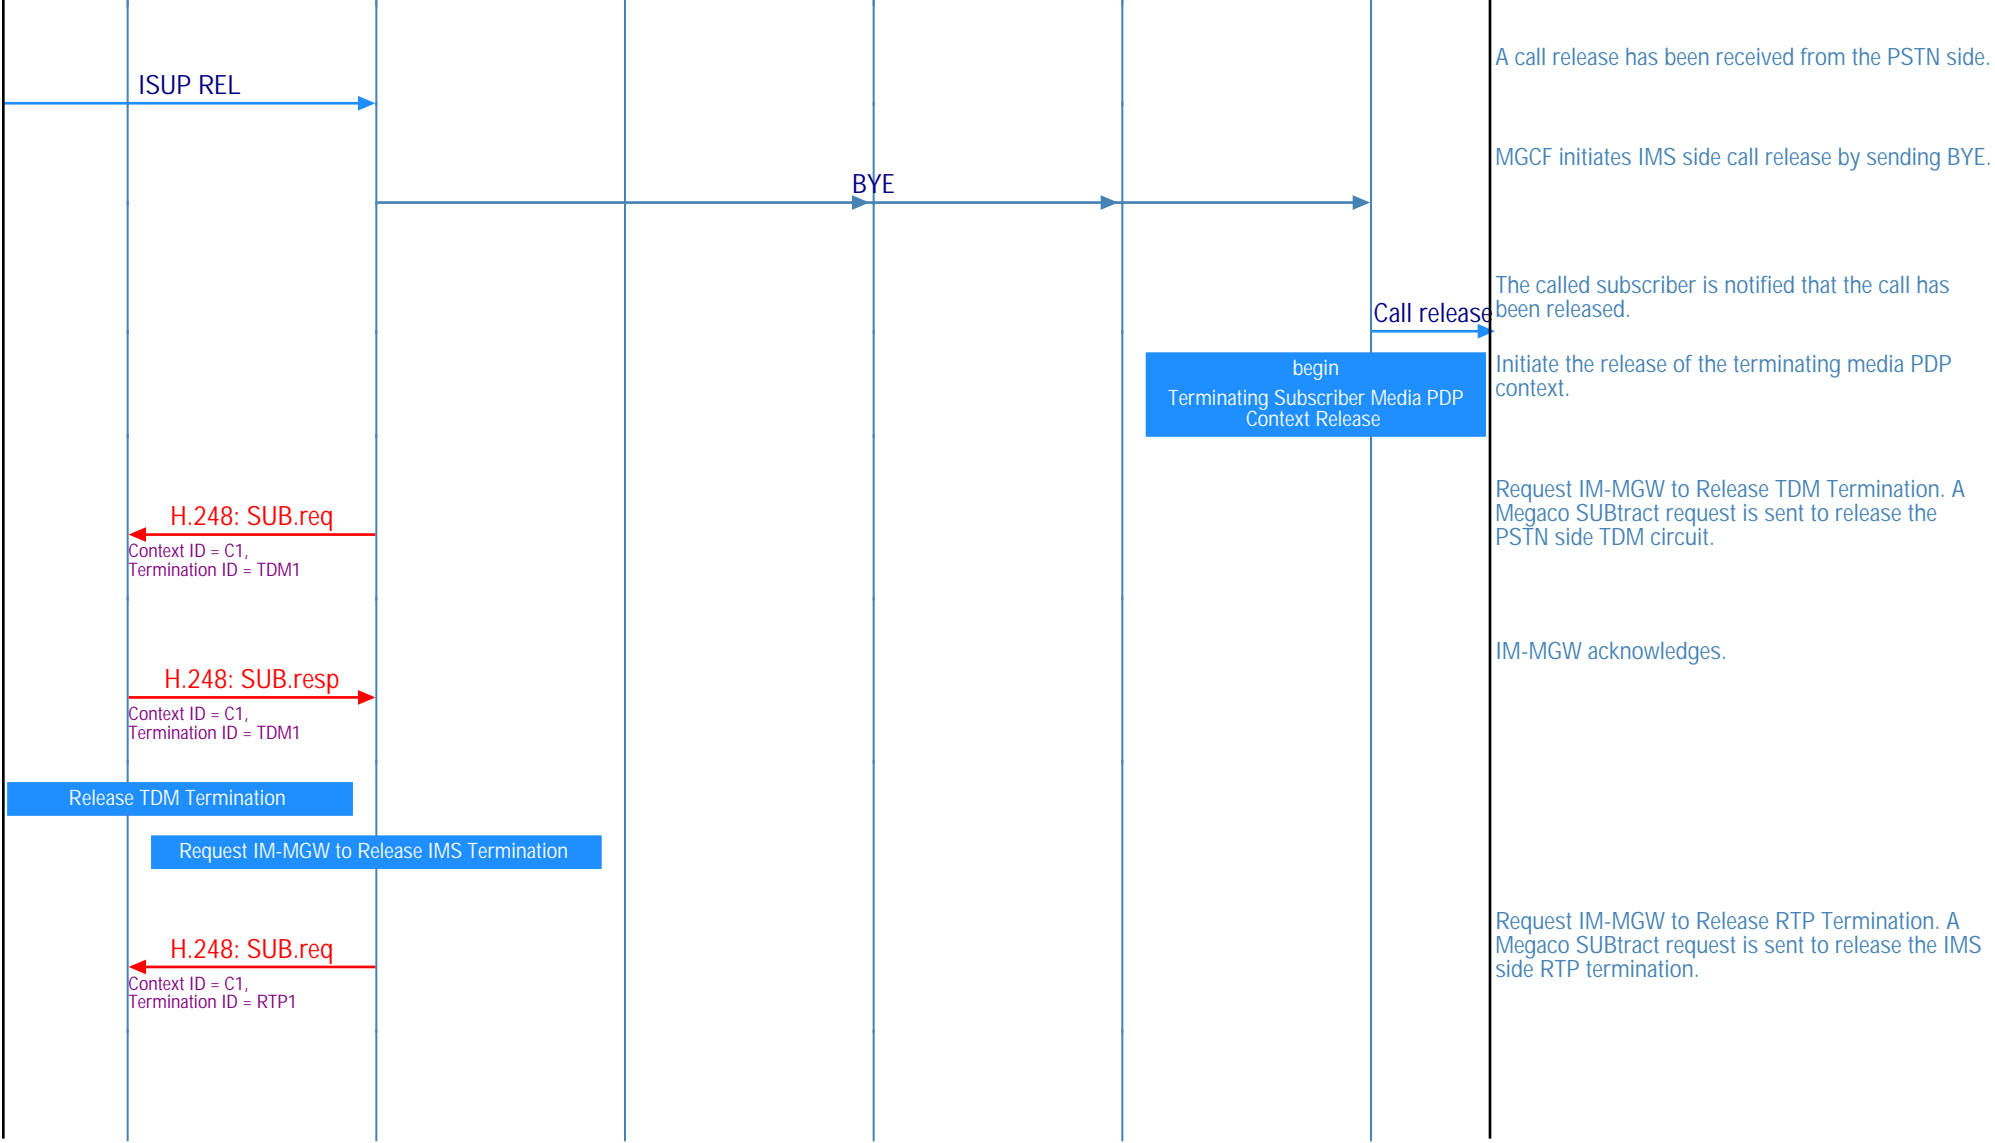 A call release has been received from the PSTN side.
ISUP REL
MGCF initiates IMS side call release by sending BYE.
BYE
The called subscriber is notified that the call has
been released.
Call release
begin
Terminating Subscriber Media PDP
Context Release
Initiate the release of the terminating media PDP
context.
Request IM-MGW to Release TDM Termination. A
Megaco SUBtract request is sent to release the
PSTN side TDM circuit.
H.248: SUB.req
Context ID = C1,
Termination ID = TDM1
IM-MGW acknowledges.
H.248: SUB.resp
Context ID = C1,
Termination ID = TDM1
Release TDM Termination
Request IM-MGW to Release IMS Termination
Request IM-MGW to Release RTP Termination. A
Megaco SUBtract request is sent to release the IMS
side RTP termination.
H.248: SUB.req
Context ID = C1,
Termination ID = RTP1